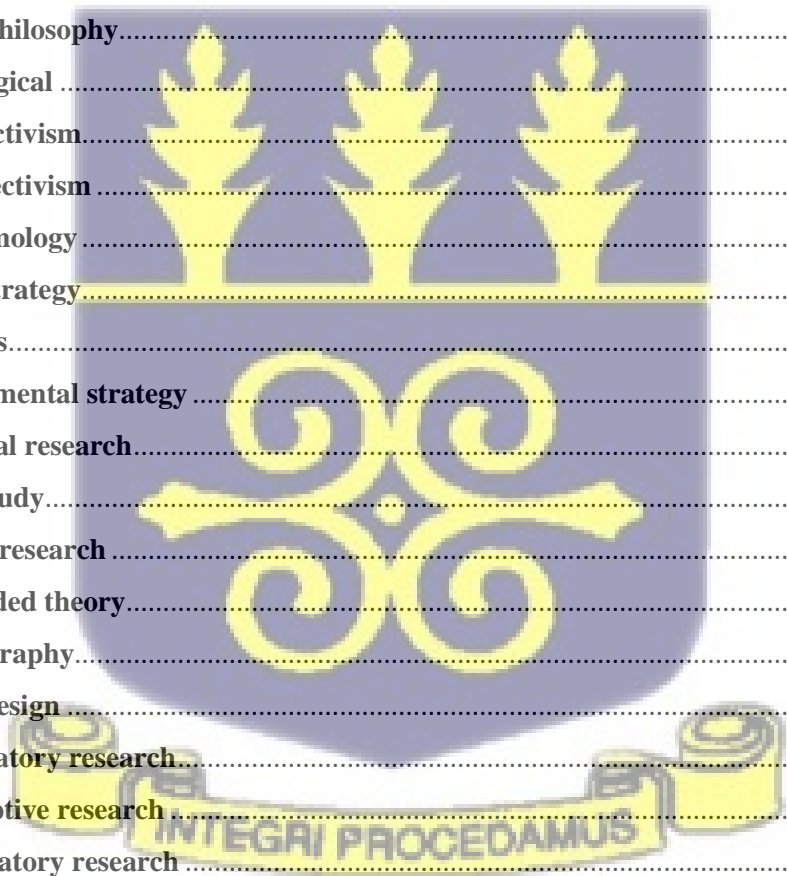 hilosophy
gical
ctivism
ectivism
mology
rategy
s
mental strategy
al research
udy
research
ded theory
raphy
esign
atory research
ptive research
INTEGRI PROCEDAMUS
atory research